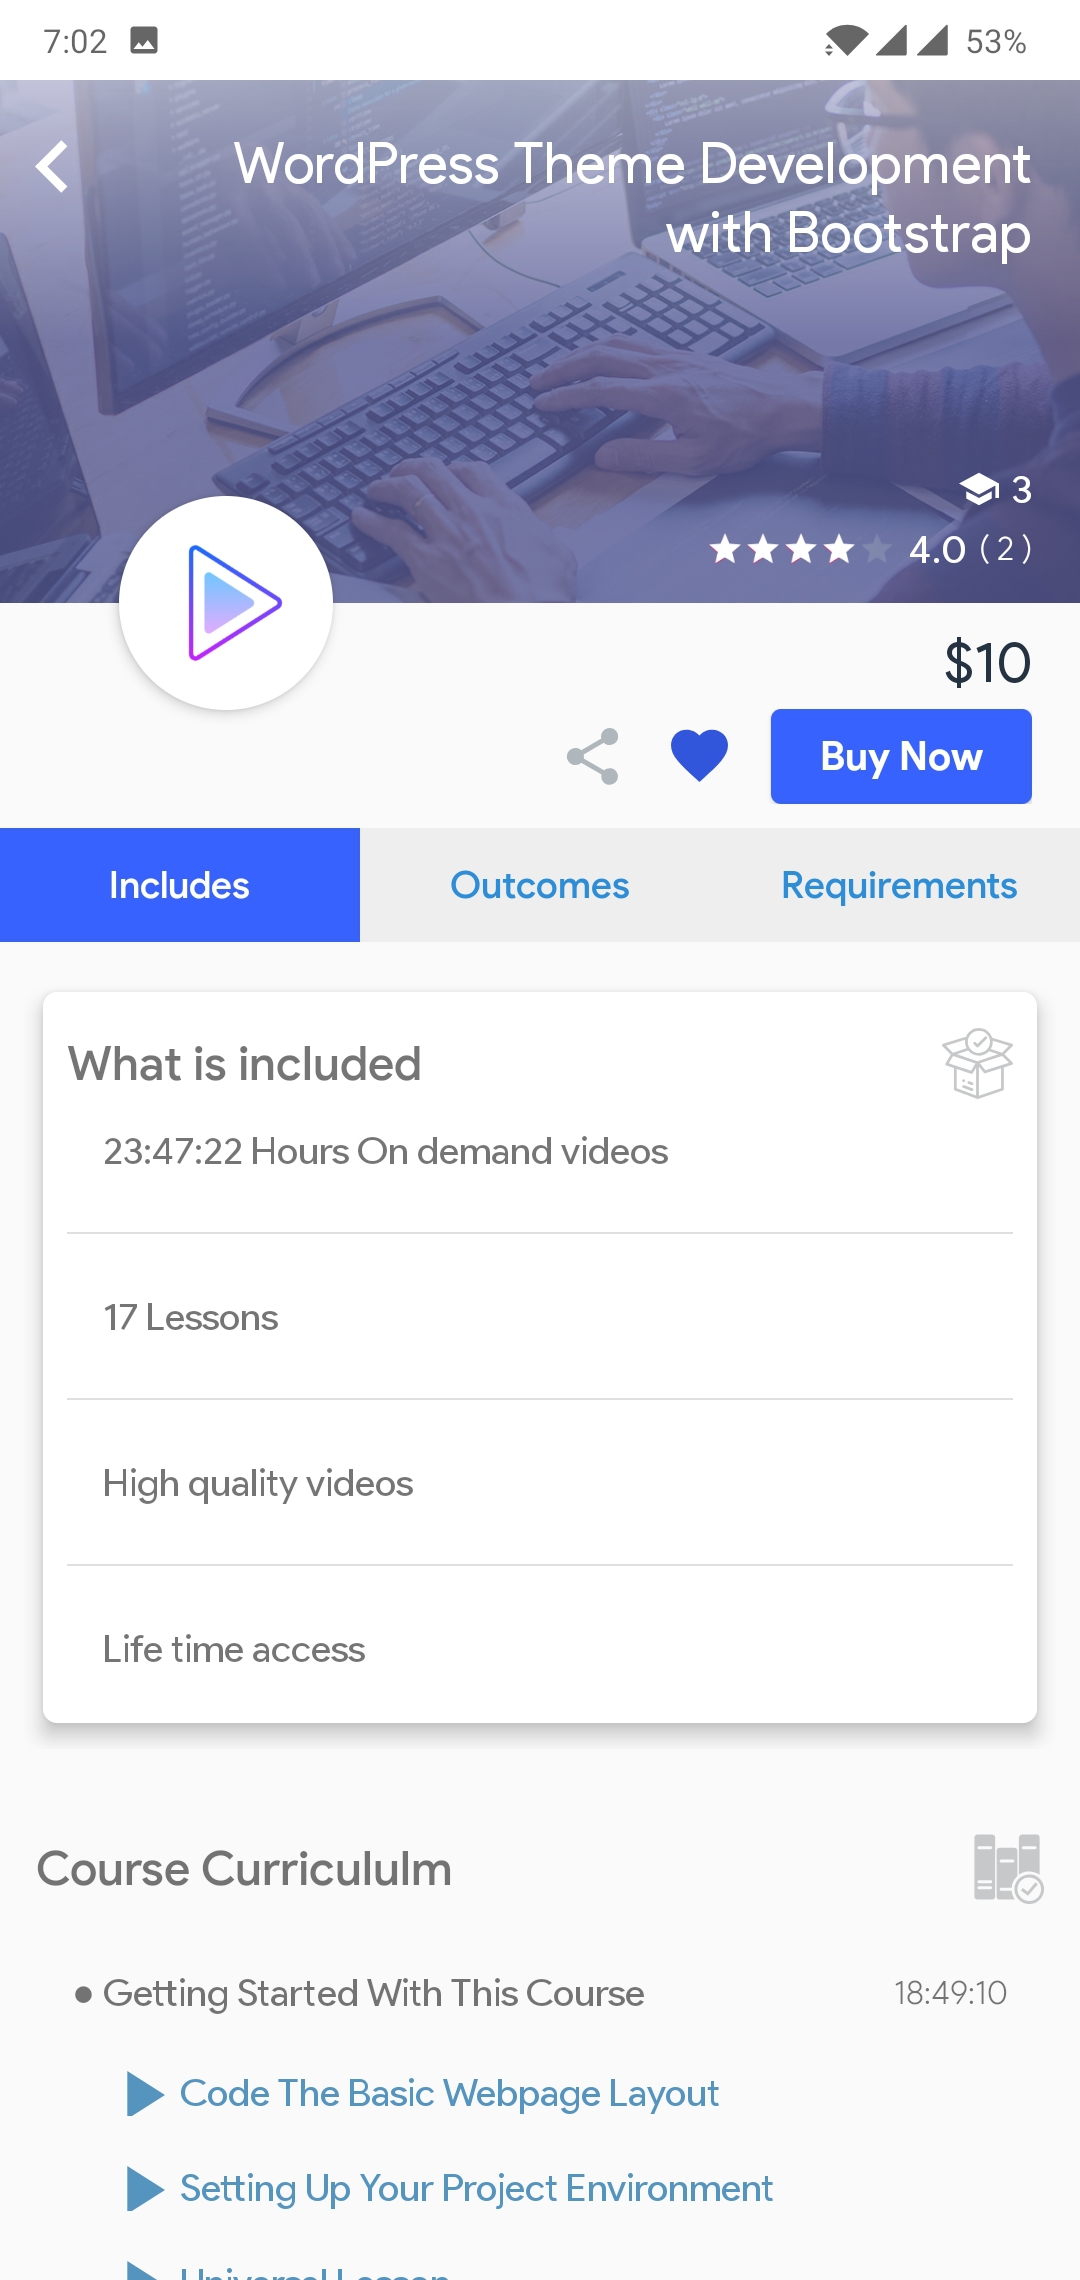 7:02
53%
WordPress Theme Development
with Bootstrap
3
4.0 (2)
$10
Buy Now
Includes
Outcomes
Requirements
What is included
23:47:22 Hours On demand videos
17 Lessons
High quality videos
Life time access
Course Curricululm
Getting Started With This Course
18:49:10
Code The Basic Webpage Layout
Setting Up Your Project Environment
Universal Lesson